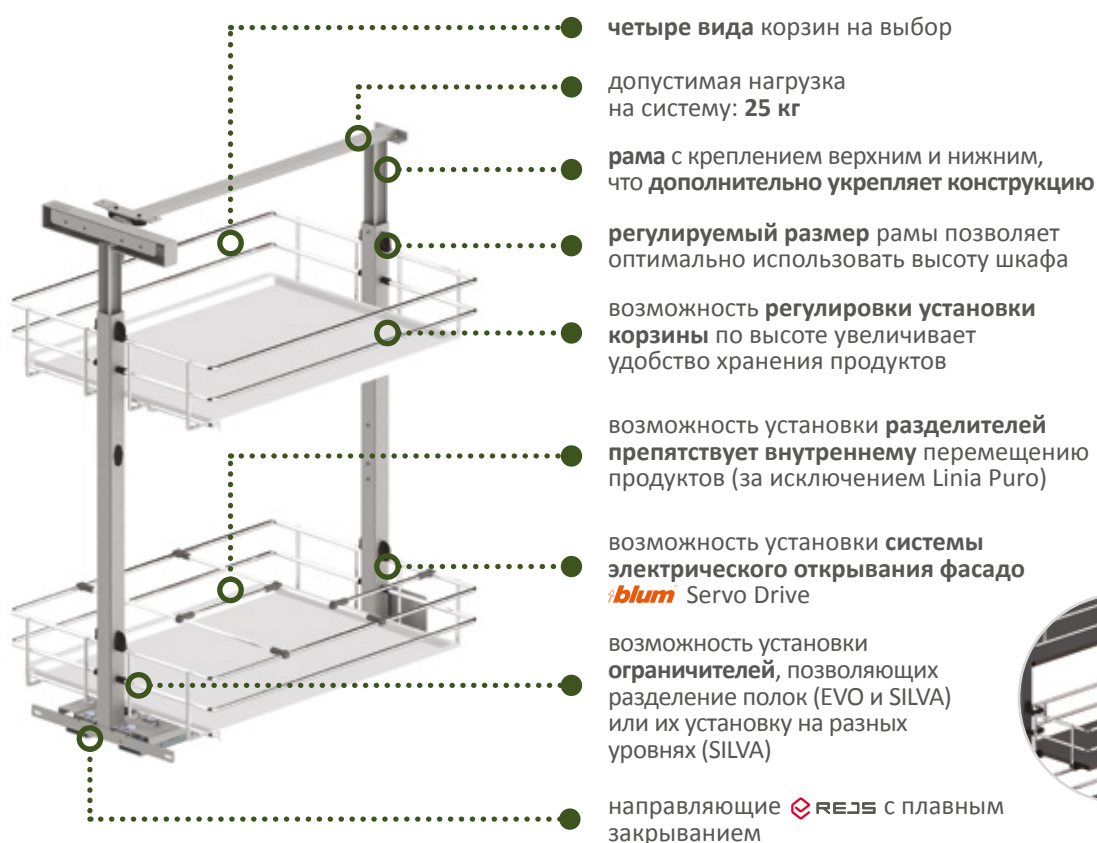 четыре вида корзин на выбор
допустимая нагрузка
на систему: 25 кг
рама с креплением верхним и нижним,
что дополнительно укрепляет конструкцию
регулируемый размер рамы позволяет
оптимально использовать высоту шкафа
возможность регулировки установки
корзины по высоте увеличивает
удобство хранения продуктов
возможность установки разделителей
препятствует внутреннему перемещению
продуктов (за исключением Linia Puro)
возможность установки системы
электрического открывания фасадо
blum Servo Drive
возможность установки
ограничителей, позволяющих
разделение полок (EVO и SILVA)
или их установку на разных
уровнях (SILVA)
направляющие REJS с плавным
закрыванием